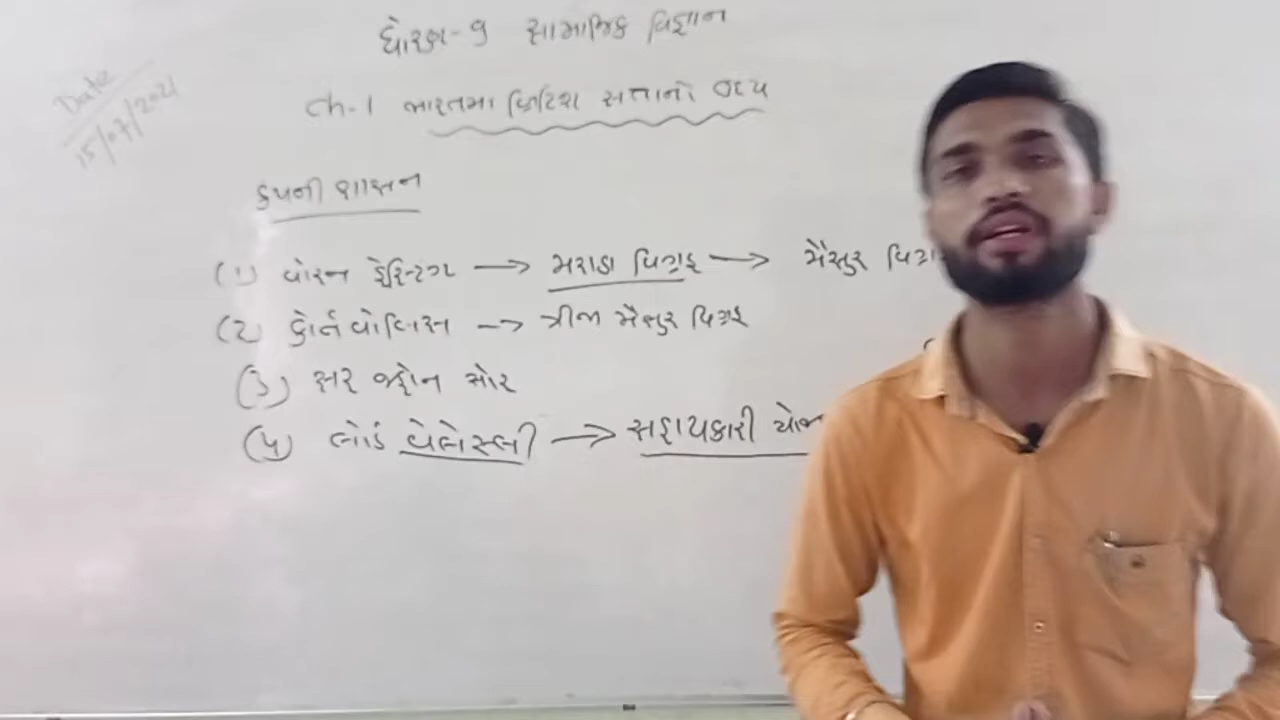 ધોરણ-9 સામાજિક વિજ્ઞાન
Date
15/07/2021
Ch-1 ભારતમા બ્રિટિશ સત્તાનો ઉદય
કંપની શાસન
(1) વોરન હેસ્ટિંગ → મરાઠા વિગ્રહ → મૈસુર
(2) કોર્નવોલિસ → ત્રીજા મૈસુર વિગ્રહ
(3) સર જ્હોન સોર
(4) લોર્ડ વેલેસ્લી → સહાયકારી